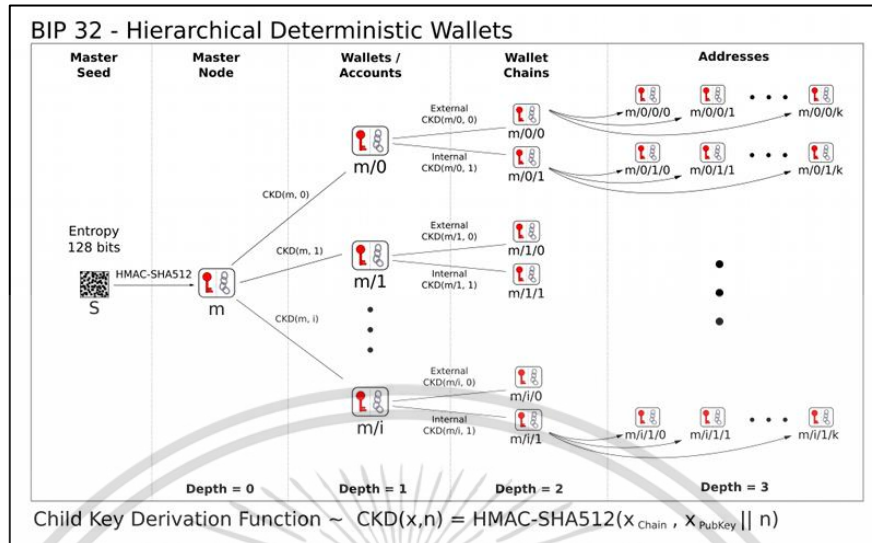 BIP 32 - Hierarchical Deterministic Wallets
Master Seed
Master Node
Wallets / Accounts
Wallet Chains
Addresses
Entropy
128 bits
S
HMAC-SHA512
m
CKD(m, 0)
CKD(m, 1)
CKD(m, i)
m/0
External
CKD(m/0, 0)
Internal
CKD(m/0, 1)
m/0/0
m/0/1
m/0/0/0 m/0/0/1 m/0/0/k
m/0/1/0 m/0/1/1 m/0/1/k
m/1
External
CKD(m/1, 0)
Internal
CKD(m/1, 1)
m/1/0
m/1/1
m/i
External
CKD(m/i, 0)
Internal
CKD(m/i, 1)
m/i/0
m/i/1
m/i/1/0 m/i/1/1 m/i/1/k
Depth = 0 Depth = 1 Depth = 2 Depth = 3
Child Key Derivation Function ~ CKD(x,n) = HMAC-SHA512(x Chain , x PubKey || n)